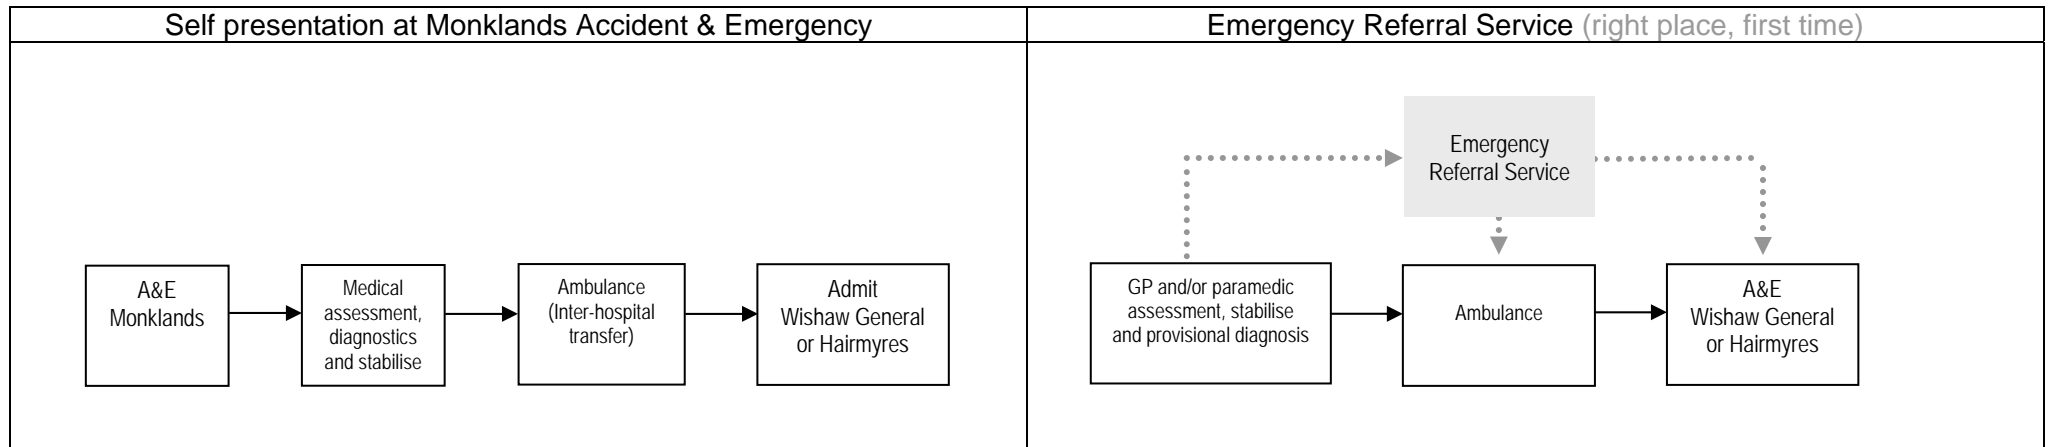 Self presentation at Monklands Accident & Emergency
Emergency Referral Service (right place, first time)
A&E
Monklands
Medical
assessment,
diagnostics
and stabilise
Ambulance
(Inter-hospital
transfer)
Admit
Wishaw General
or Hairmyres
Emergency
Referral Service
GP and/or paramedic
assessment, stabilise
and provisional diagnosis
Ambulance
A&E
Wishaw General
or Hairmyres